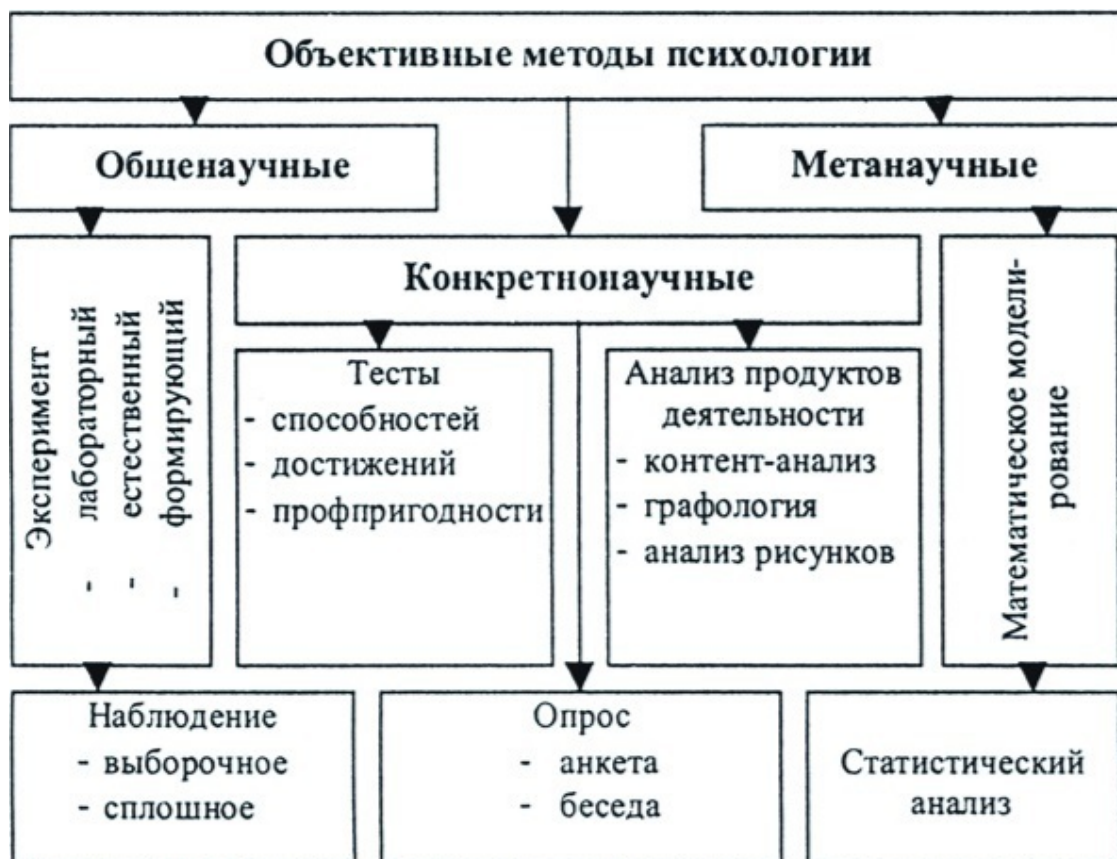 Объективные методы психологии
Общенаучные
Метанаучные
Конкретнонаучные
Эксперимент
- лабораторный
- естественный
- формирующий
Тесты
- способностей
- достижений
- профпригодности
Анализ продуктов
деятельности
- контент-анализ
- графология
- анализ рисунков
Математическое модели-
рование
Наблюдение
- выборочное
- сплошное
Опрос
- анкета
- беседа
Статистический
анализ